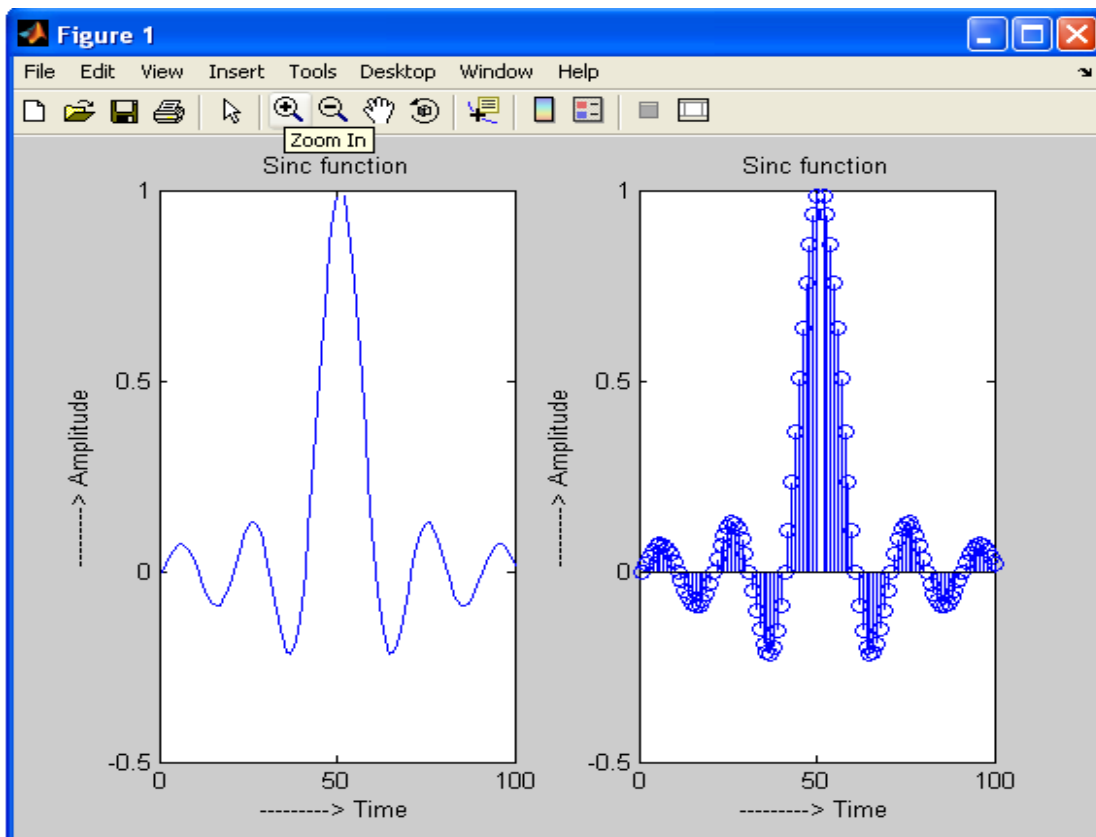 Figure 1
File Edit View Insert Tools Desktop Window Help
Zoom In
Sinc function
1
0.5
0
-0.5
0 50 100
-------> Amplitude
---------> Time
Sinc function
1
0.5
0
-0.5
0 50 100
-------> Amplitude
---------> Time